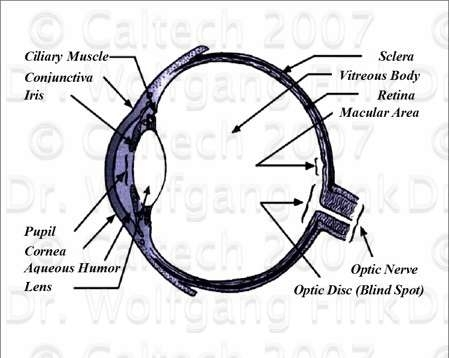 © Caltech 2007
Dr. Wolfgang Fink
Ciliary Muscle
Conjunctiva
Iris
Sclera
Vitreous Body
Retina
Macular Area
Pupil
Cornea
Aqueous Humor
Lens
Optic Nerve
Optic Disc (Blind Spot)